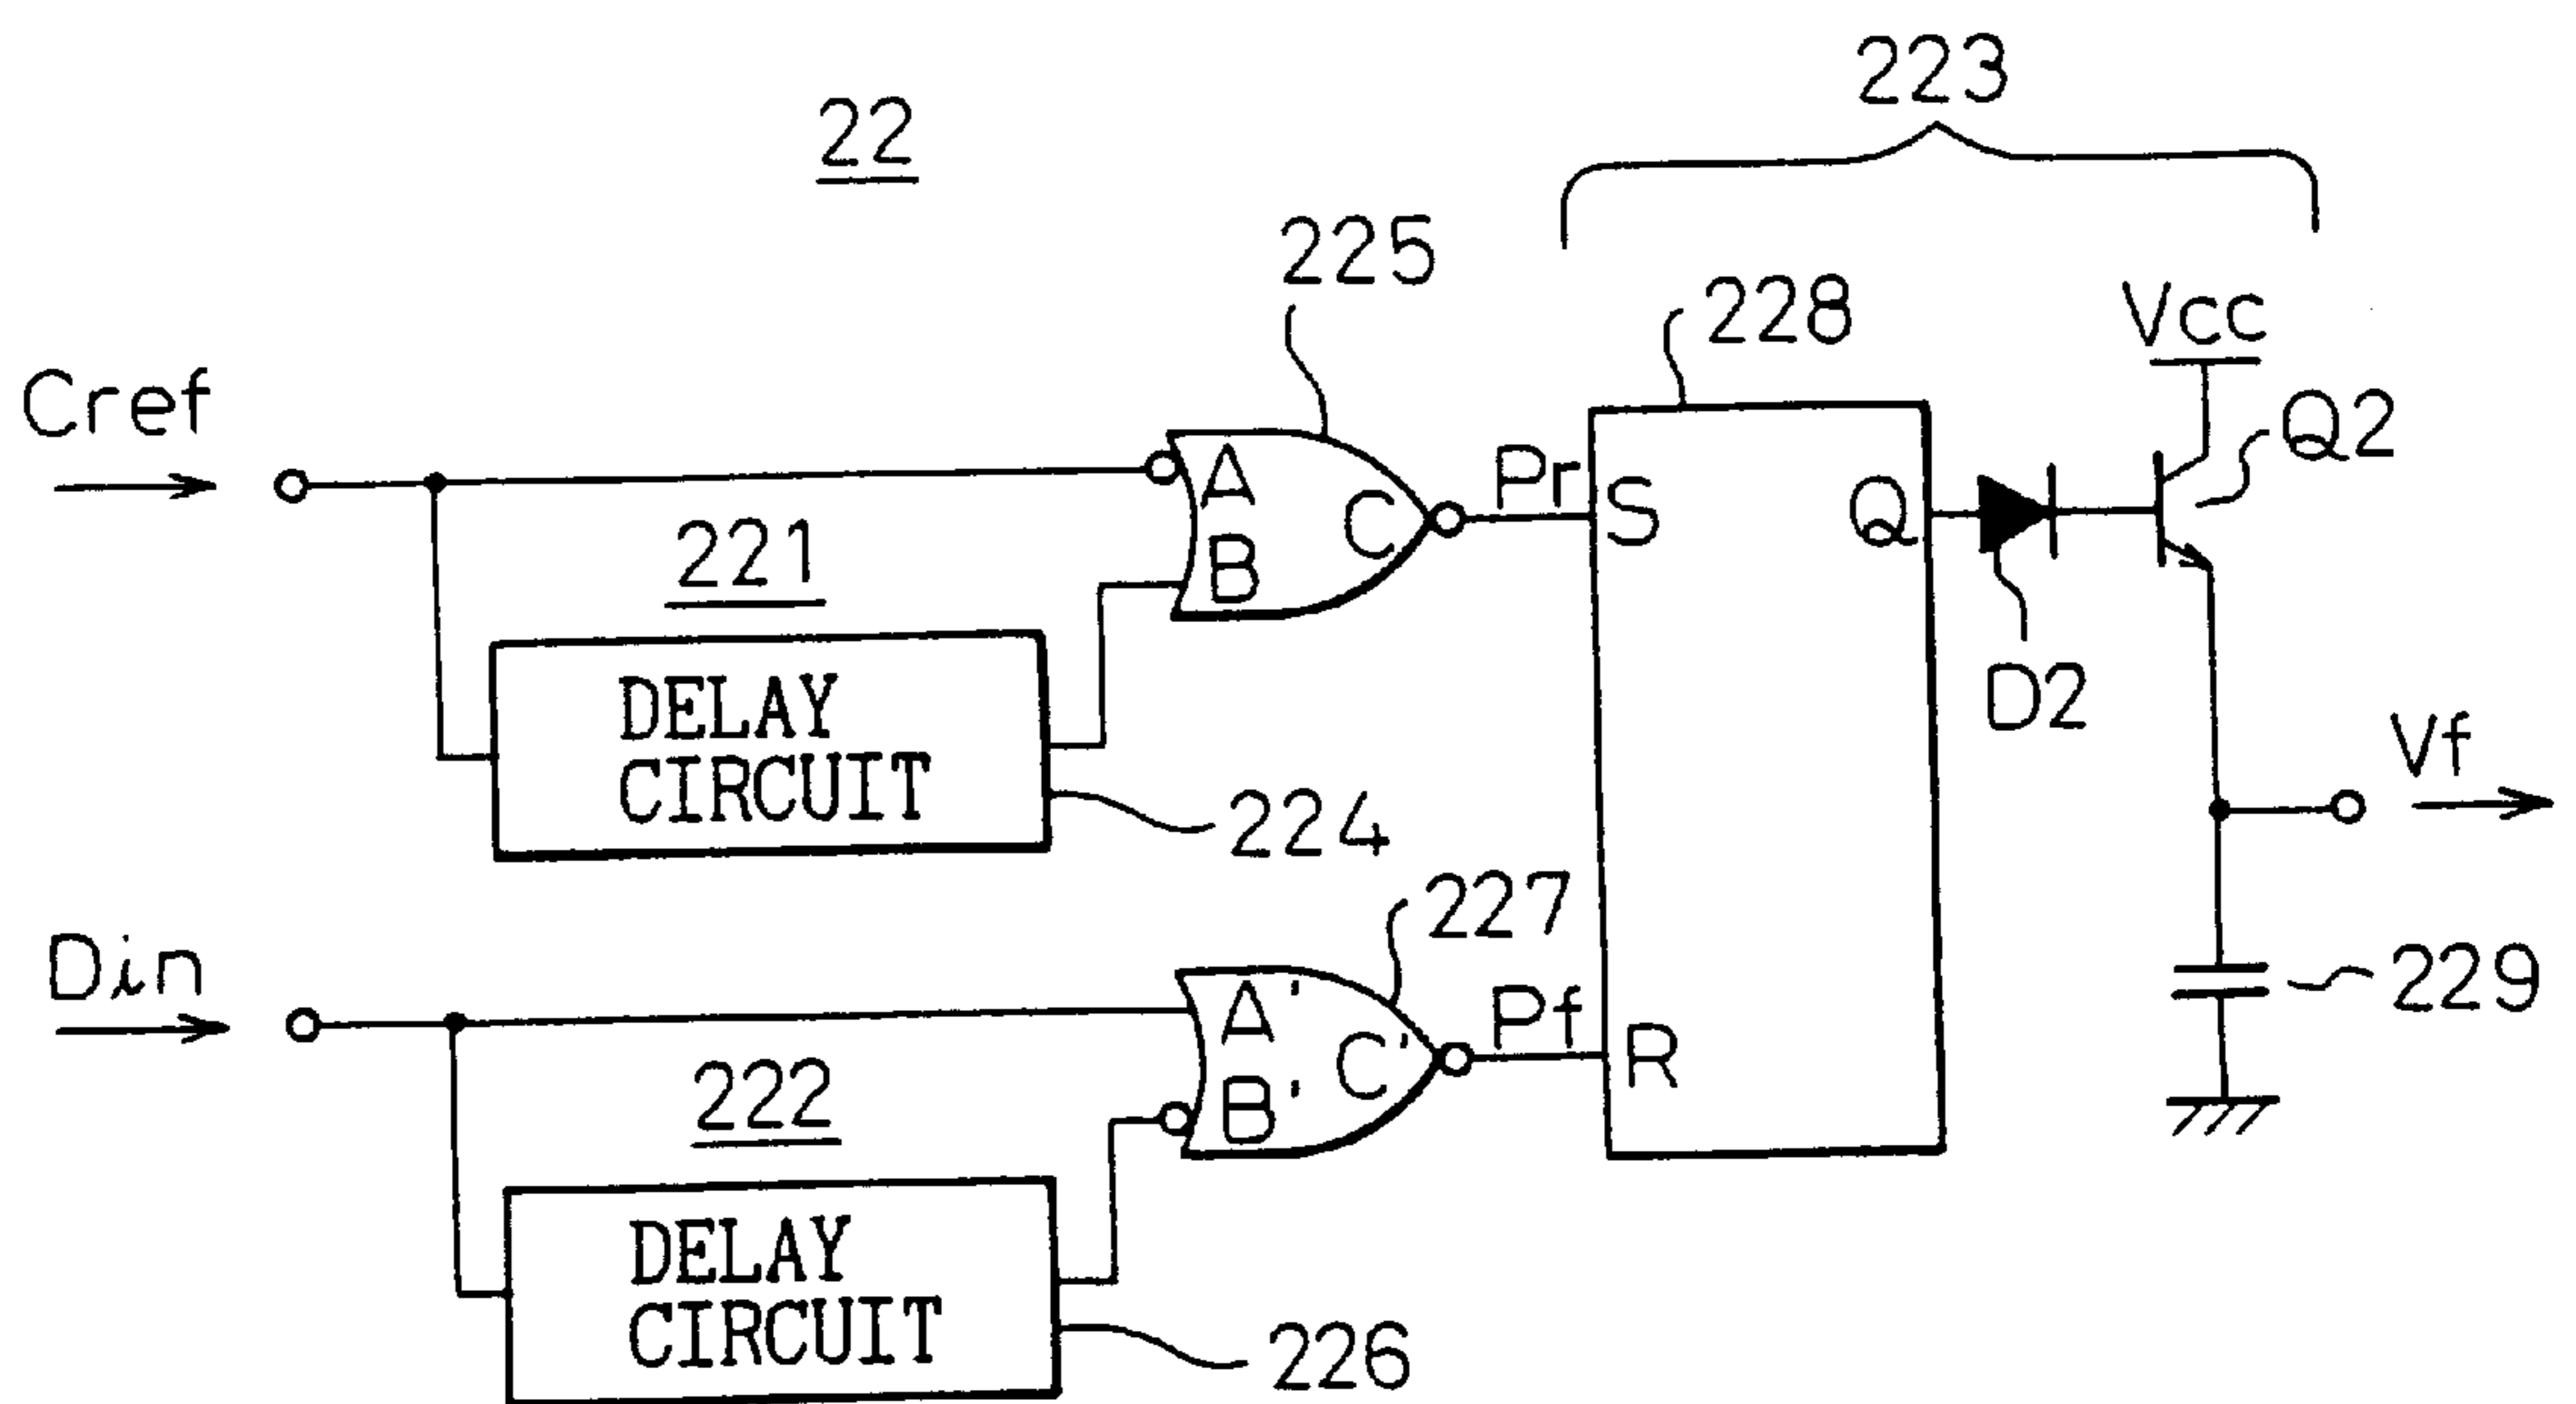 223
22
225
228
Vcc
Cref
Q2
A
Pr
S
Q
C
221
B
DELAY
CIRCUIT
D2
Vf
224
227
Din
A'
Pf
229
C'
R
222
B'
DELAY
CIRCUIT
226